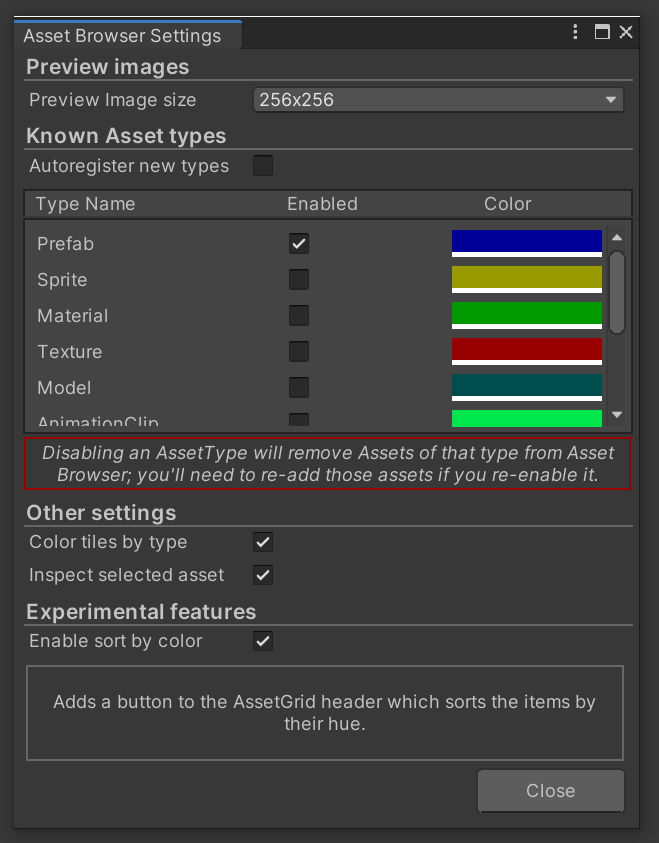 Asset Browser Settings
Preview images
Preview Image size 256x256
Known Asset types
Autoregister new types
Type Name Enabled Color
Prefab
Sprite
Material
Texture
Model
AnimationClip
Disabling an AssetType will remove Assets of that type from Asset
Browser; you'll need to re-add those assets if you re-enable it.
Other settings
Color tiles by type
Inspect selected asset
Experimental features
Enable sort by color
Adds a button to the AssetGrid header which sorts the items by
their hue.
Close